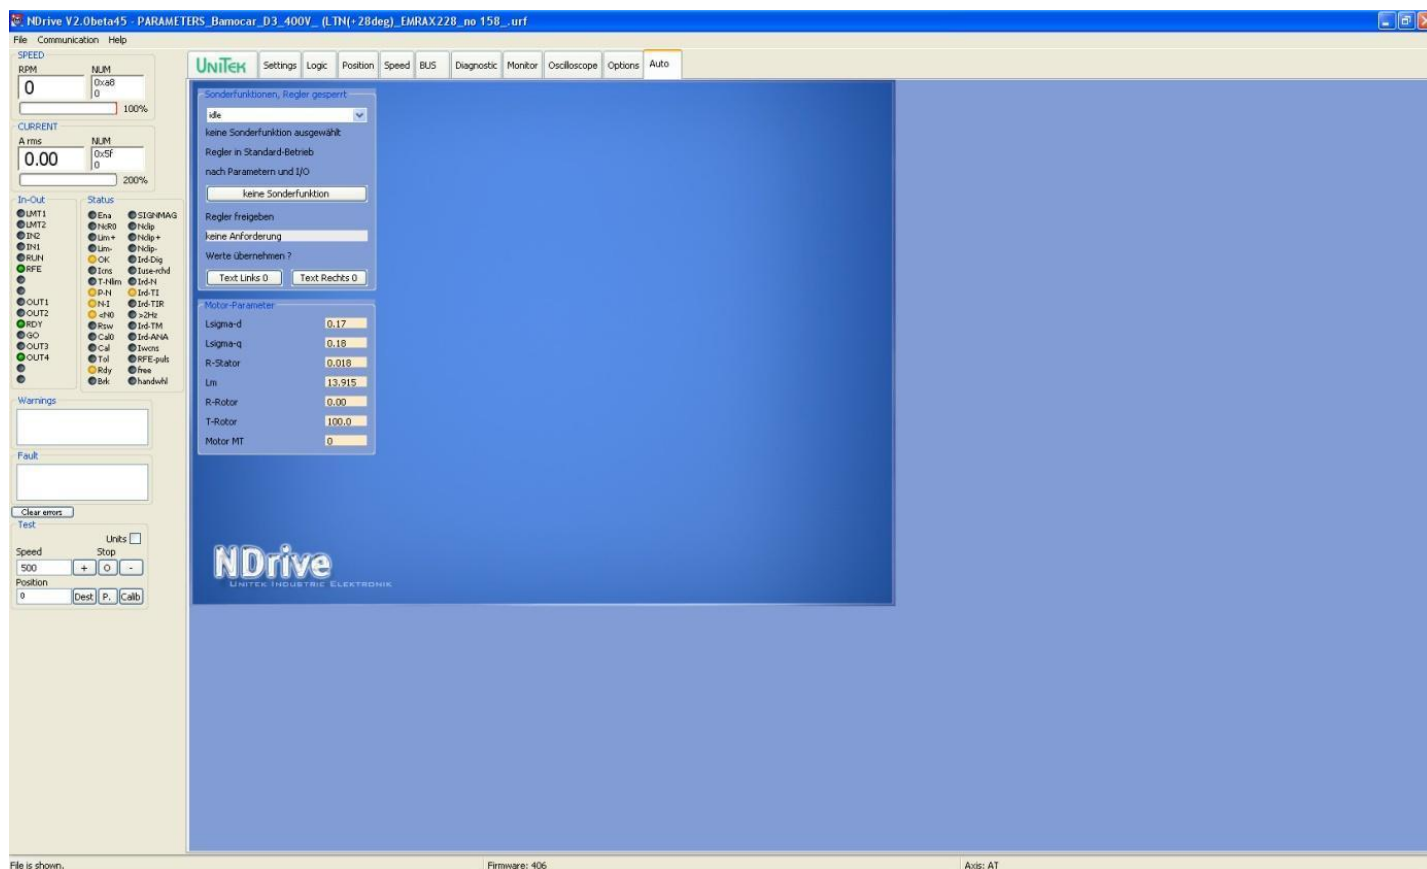 NDrive V2.0beta45 - PARAMETERS_Bamocar_D3_400V_ (LTN(+28deg)_EMRAX228_no 158_.urf
File Communication Help
SPEED
RPM NUM
0 0xa8
0
100%
CURRENT
A rms NUM
0.00 0x5f
0
200%
In-Out Status
LMT1 Ena SIGNMAG
LMT2 NcR0 Nclip
IN2 Lim+ Nclip+
IN1 Lim- Nclip-
RUN OK Ird-Dig
RFE Icns Iuse-rchd
T-Nlim Ird-N
P-N Ird-TI
OUT1 N-I Ird-TIR
OUT2 <N0 >2Hz
RDY Rsw Ird-TM
GO Cal0 Ird-ANA
OUT3 Cal Iwcns
OUT4 Tol RFE-puls
Rdy free
Brk handwhl
Warnings
Fault
Clear errors
Test
Units
Speed Stop
500 + O -
Position
0 Dest P. Calib
UNITEK Settings Logic Position Speed BUS Diagnostic Monitor Oscilloscope Options Auto
Sonderfunktionen, Regler gesperrt
idle
keine Sonderfunktion ausgewählt
Regler in Standard-Betrieb
nach Parametern und I/O
keine Sonderfunktion
Regler freigeben
keine Anforderung
Werte übernehmen ?
Text Links 0 Text Rechts 0
Motor-Parameter
Lsigma-d 0.17
Lsigma-q 0.18
R-Stator 0.018
Lm 13.915
R-Rotor 0.00
T-Rotor 100.0
Motor MT 0
NDrive
UNITEK INDUSTRIE ELEKTRONIK
File is shown. Firmware: 406 Axis: AT